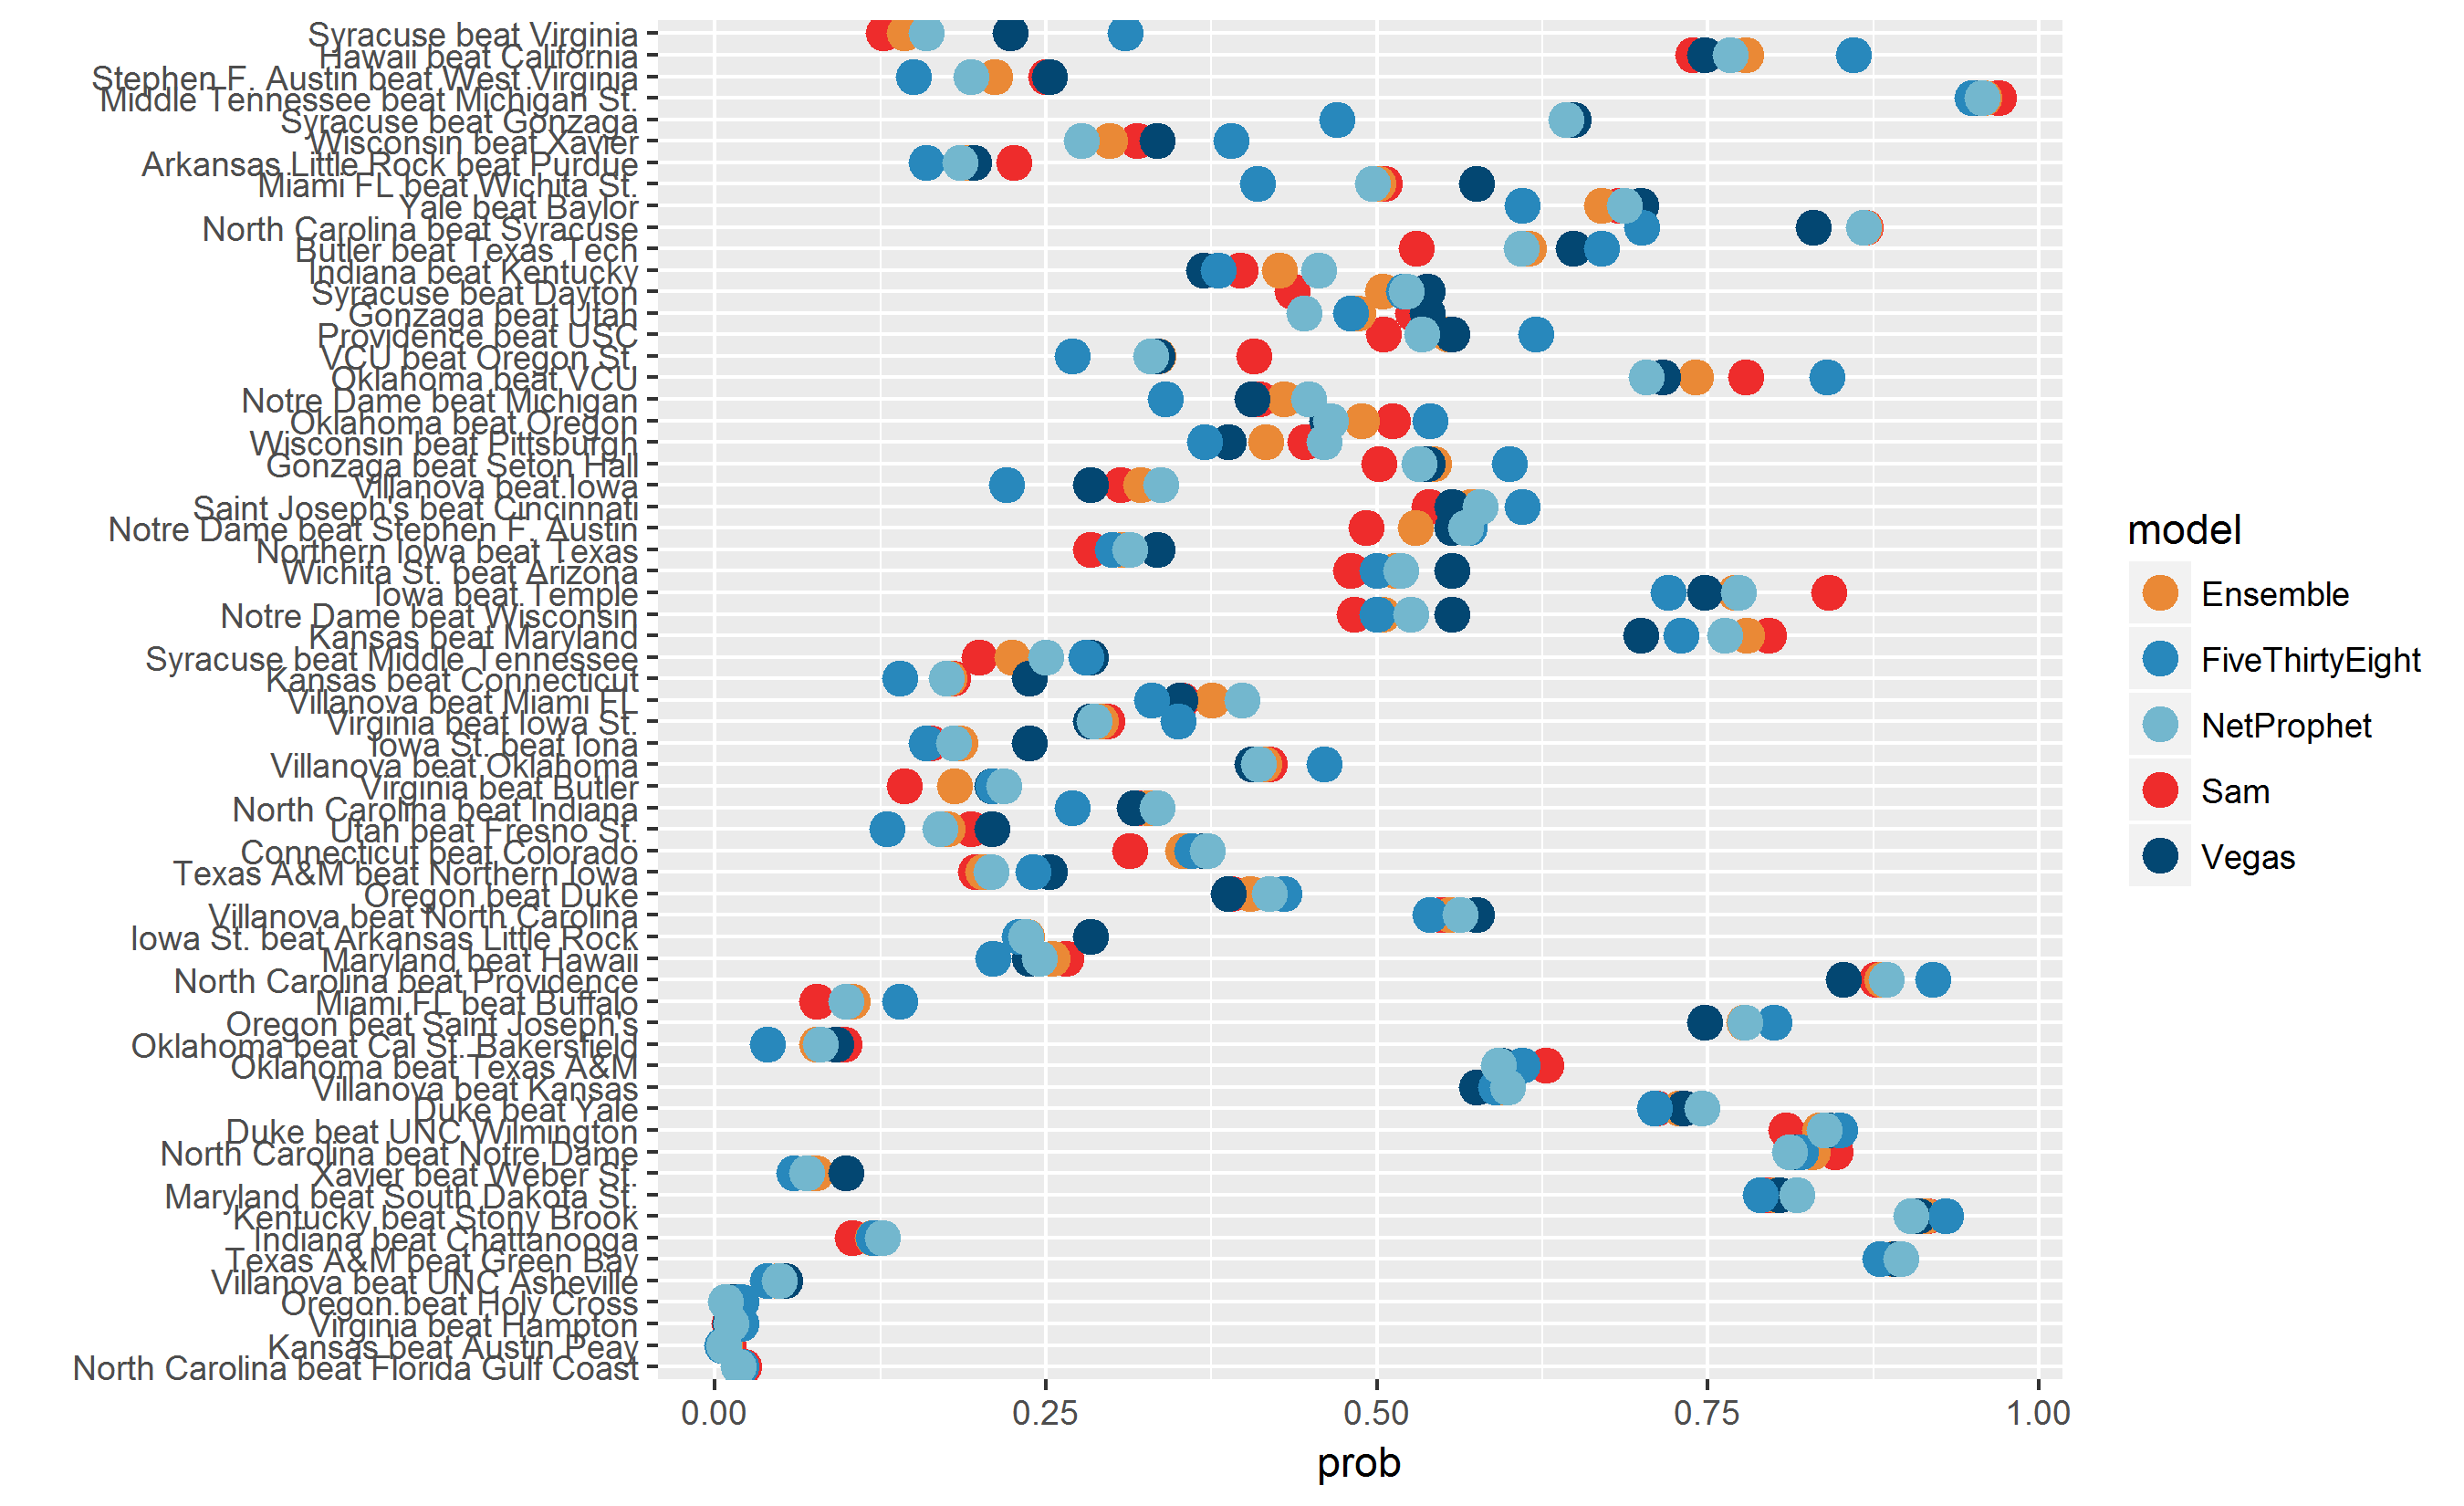 Syracuse beat Virginia
Hawaii beat California
Stephen F. Austin beat West Virginia
Middle Tennessee beat Michigan St.
Syracuse beat Gonzaga
Wisconsin beat Xavier
Arkansas Little Rock beat Purdue
Miami FL beat Wichita St.
Yale beat Baylor
North Carolina beat Syracuse
Butler beat Texas Tech
Indiana beat Kentucky
Syracuse beat Dayton
Gonzaga beat Utah
Providence beat USC
VCU beat Oregon St.
Oklahoma beat VCU
Notre Dame beat Michigan
Oklahoma beat Oregon
Wisconsin beat Pittsburgh
Gonzaga beat Seton Hall
Villanova beat Iowa
Saint Joseph's beat Cincinnati
Notre Dame beat Stephen F. Austin
Northern Iowa beat Texas
Wichita St. beat Arizona
Iowa beat Temple
Notre Dame beat Wisconsin
Kansas beat Maryland
Syracuse beat Middle Tennessee
Kansas beat Connecticut
Villanova beat Miami FL
Virginia beat Iowa St.
Iowa St. beat Iona
Villanova beat Oklahoma
Virginia beat Butler
North Carolina beat Indiana
Utah beat Fresno St.
Connecticut beat Colorado
Texas A&M beat Northern Iowa
Oregon beat Duke
Villanova beat North Carolina
Iowa St. beat Arkansas Little Rock
Maryland beat Hawaii
North Carolina beat Providence
Miami FL beat Buffalo
Oregon beat Saint Joseph's
Oklahoma beat Cal St. Bakersfield
Oklahoma beat Texas A&M
Villanova beat Kansas
Duke beat Yale
Duke beat UNC Wilmington
North Carolina beat Notre Dame
Xavier beat Weber St.
Maryland beat South Dakota St.
Kentucky beat Stony Brook
Indiana beat Chattanooga
Texas A&M beat Green Bay
Villanova beat UNC Asheville
Oregon beat Holy Cross
Virginia beat Hampton
Kansas beat Austin Peay
North Carolina beat Florida Gulf Coast
0.00 0.25 0.50 0.75 1.00
prob
model
Ensemble
FiveThirtyEight
NetProphet
Sam
Vegas